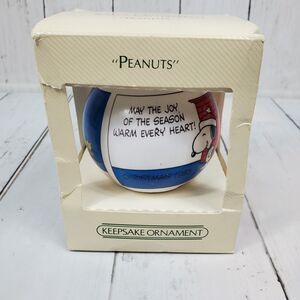 "PEANUTS"
MAY THE JOY
OF THE SEASON
WARM EVERY HEART!
KEEPSAKE ORNAMENT